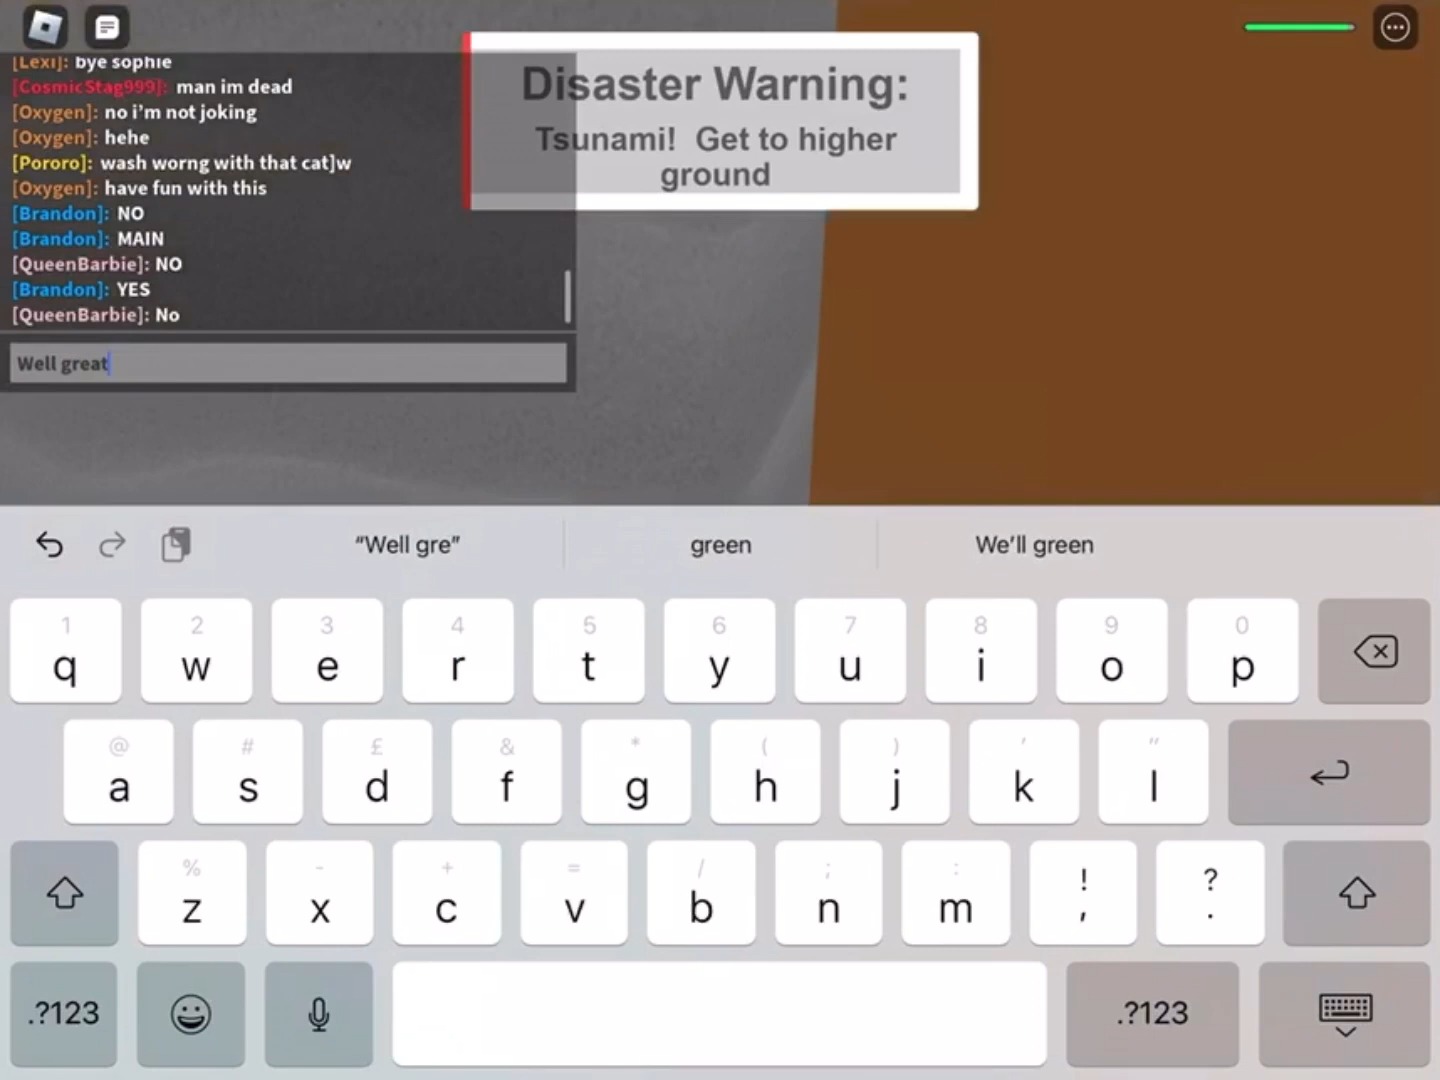 [Lexi]: bye sophie
[CosmicStag999]: man im dead
[Oxygen]: no i'm not joking
[Oxygen]: hehe
[Pororo]: wash worng with that cat]w
[Oxygen]: have fun with this
[Brandon]: NO
[Brandon]: MAIN
[QueenBarbie]: NO
[Brandon]: YES
[QueenBarbie]: No
Well great
Disaster Warning:
Tsunami! Get to higher
ground
“Well gre” green We’ll green
1 2 3 4 5 6 7 8 9 0
q w e r t y u i o p
@ # £ & * ( ) ' "
a s d f g h j k l
% - + = / ; : ! ?
z x c v b n m , .
.?123 .?123